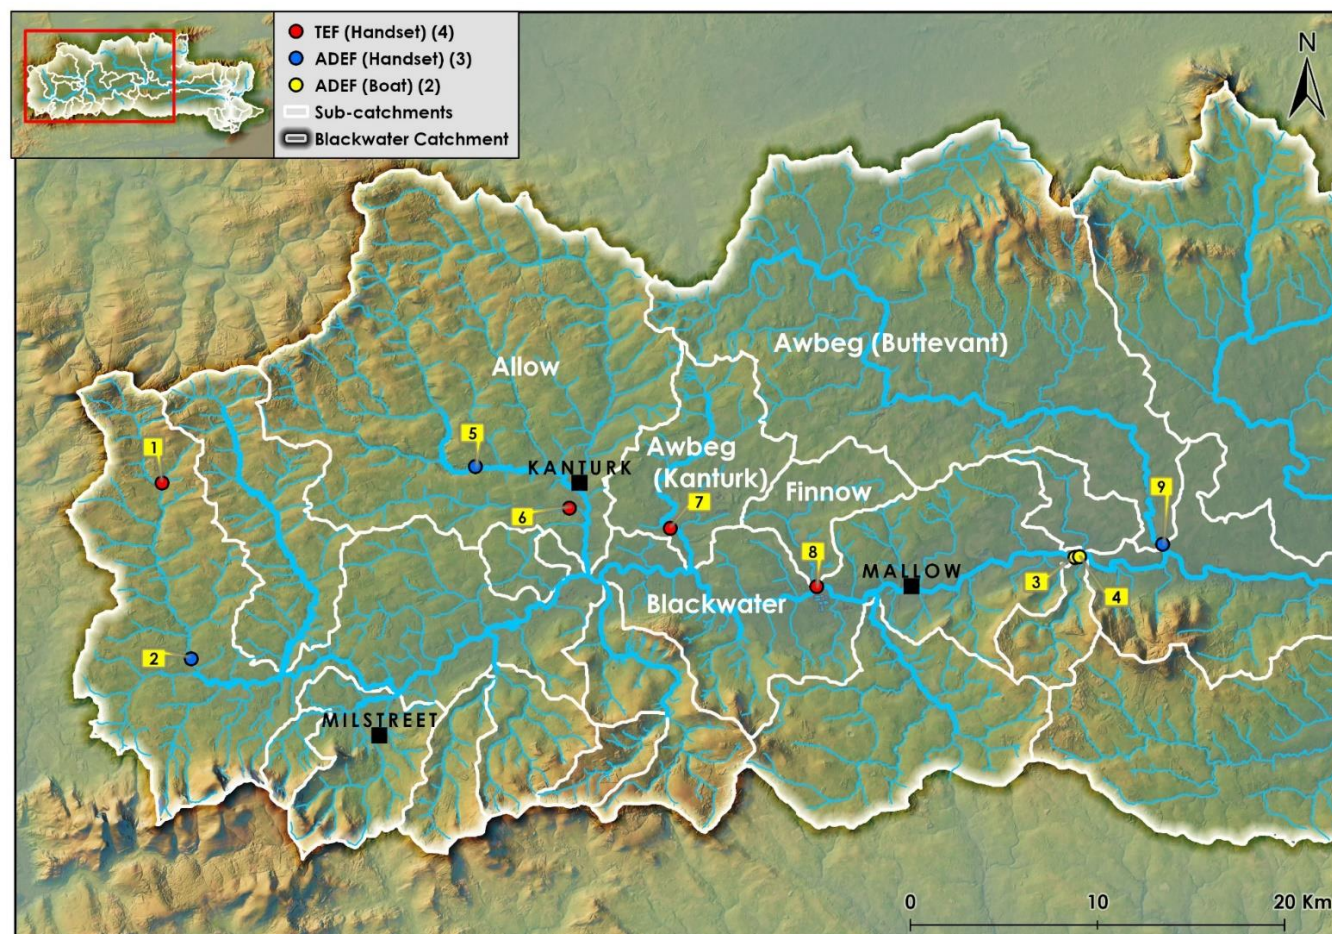 TEF (Handset) (4)
ADEF (Handset) (3)
ADEF (Boat) (2)
Sub-catchments
Blackwater Catchment
N
Awbeg (Buttevant)
Allow
1
5
KANTURK
Awbeg
(Kanturk)
Finnow
6
7
9
8
MALLOW
3
4
Blackwater
2
MILSTREET
0
10
20 Km